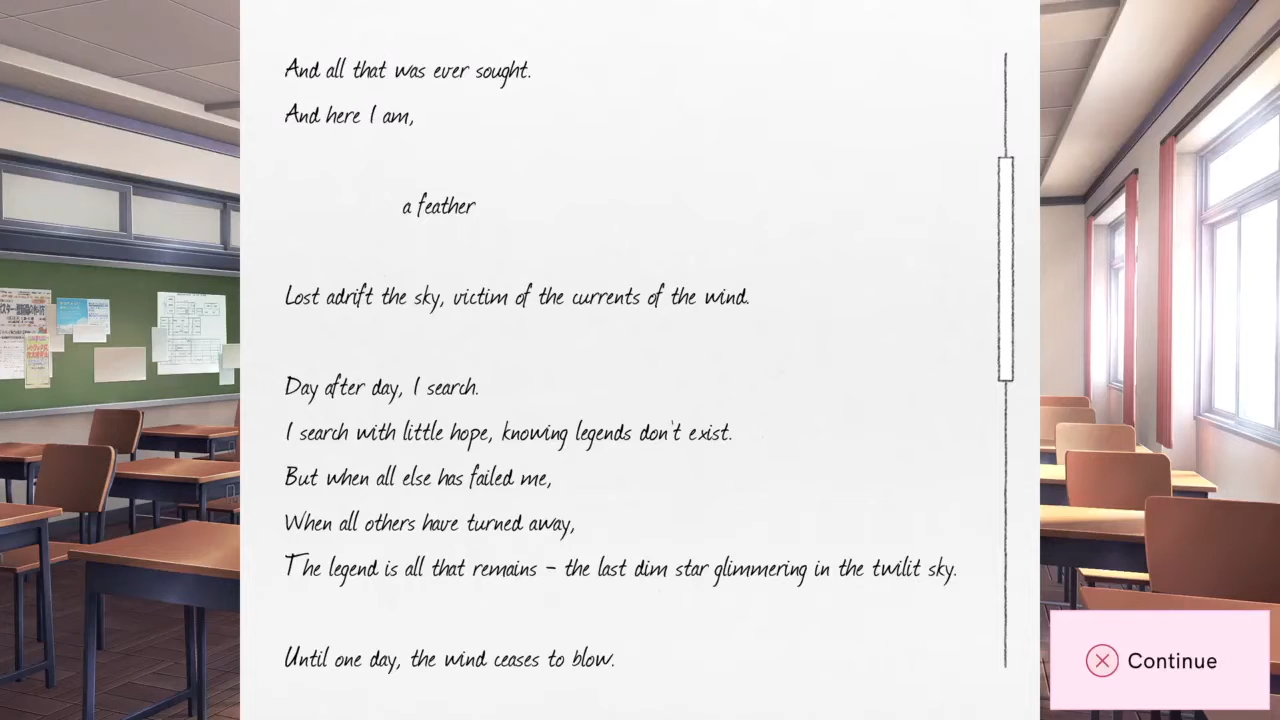 And all that was ever sought.
And here I am,
a feather
Lost adrift the sky, victim of the currents of the wind.
Day after day, I search.
I search with little hope, knowing legends don't exist.
But when all else has failed me,
When all others have turned away,
The legend is all that remains – the last dim star glimmering in the twilit sky.
Until one day, the wind ceases to blow.
Continue